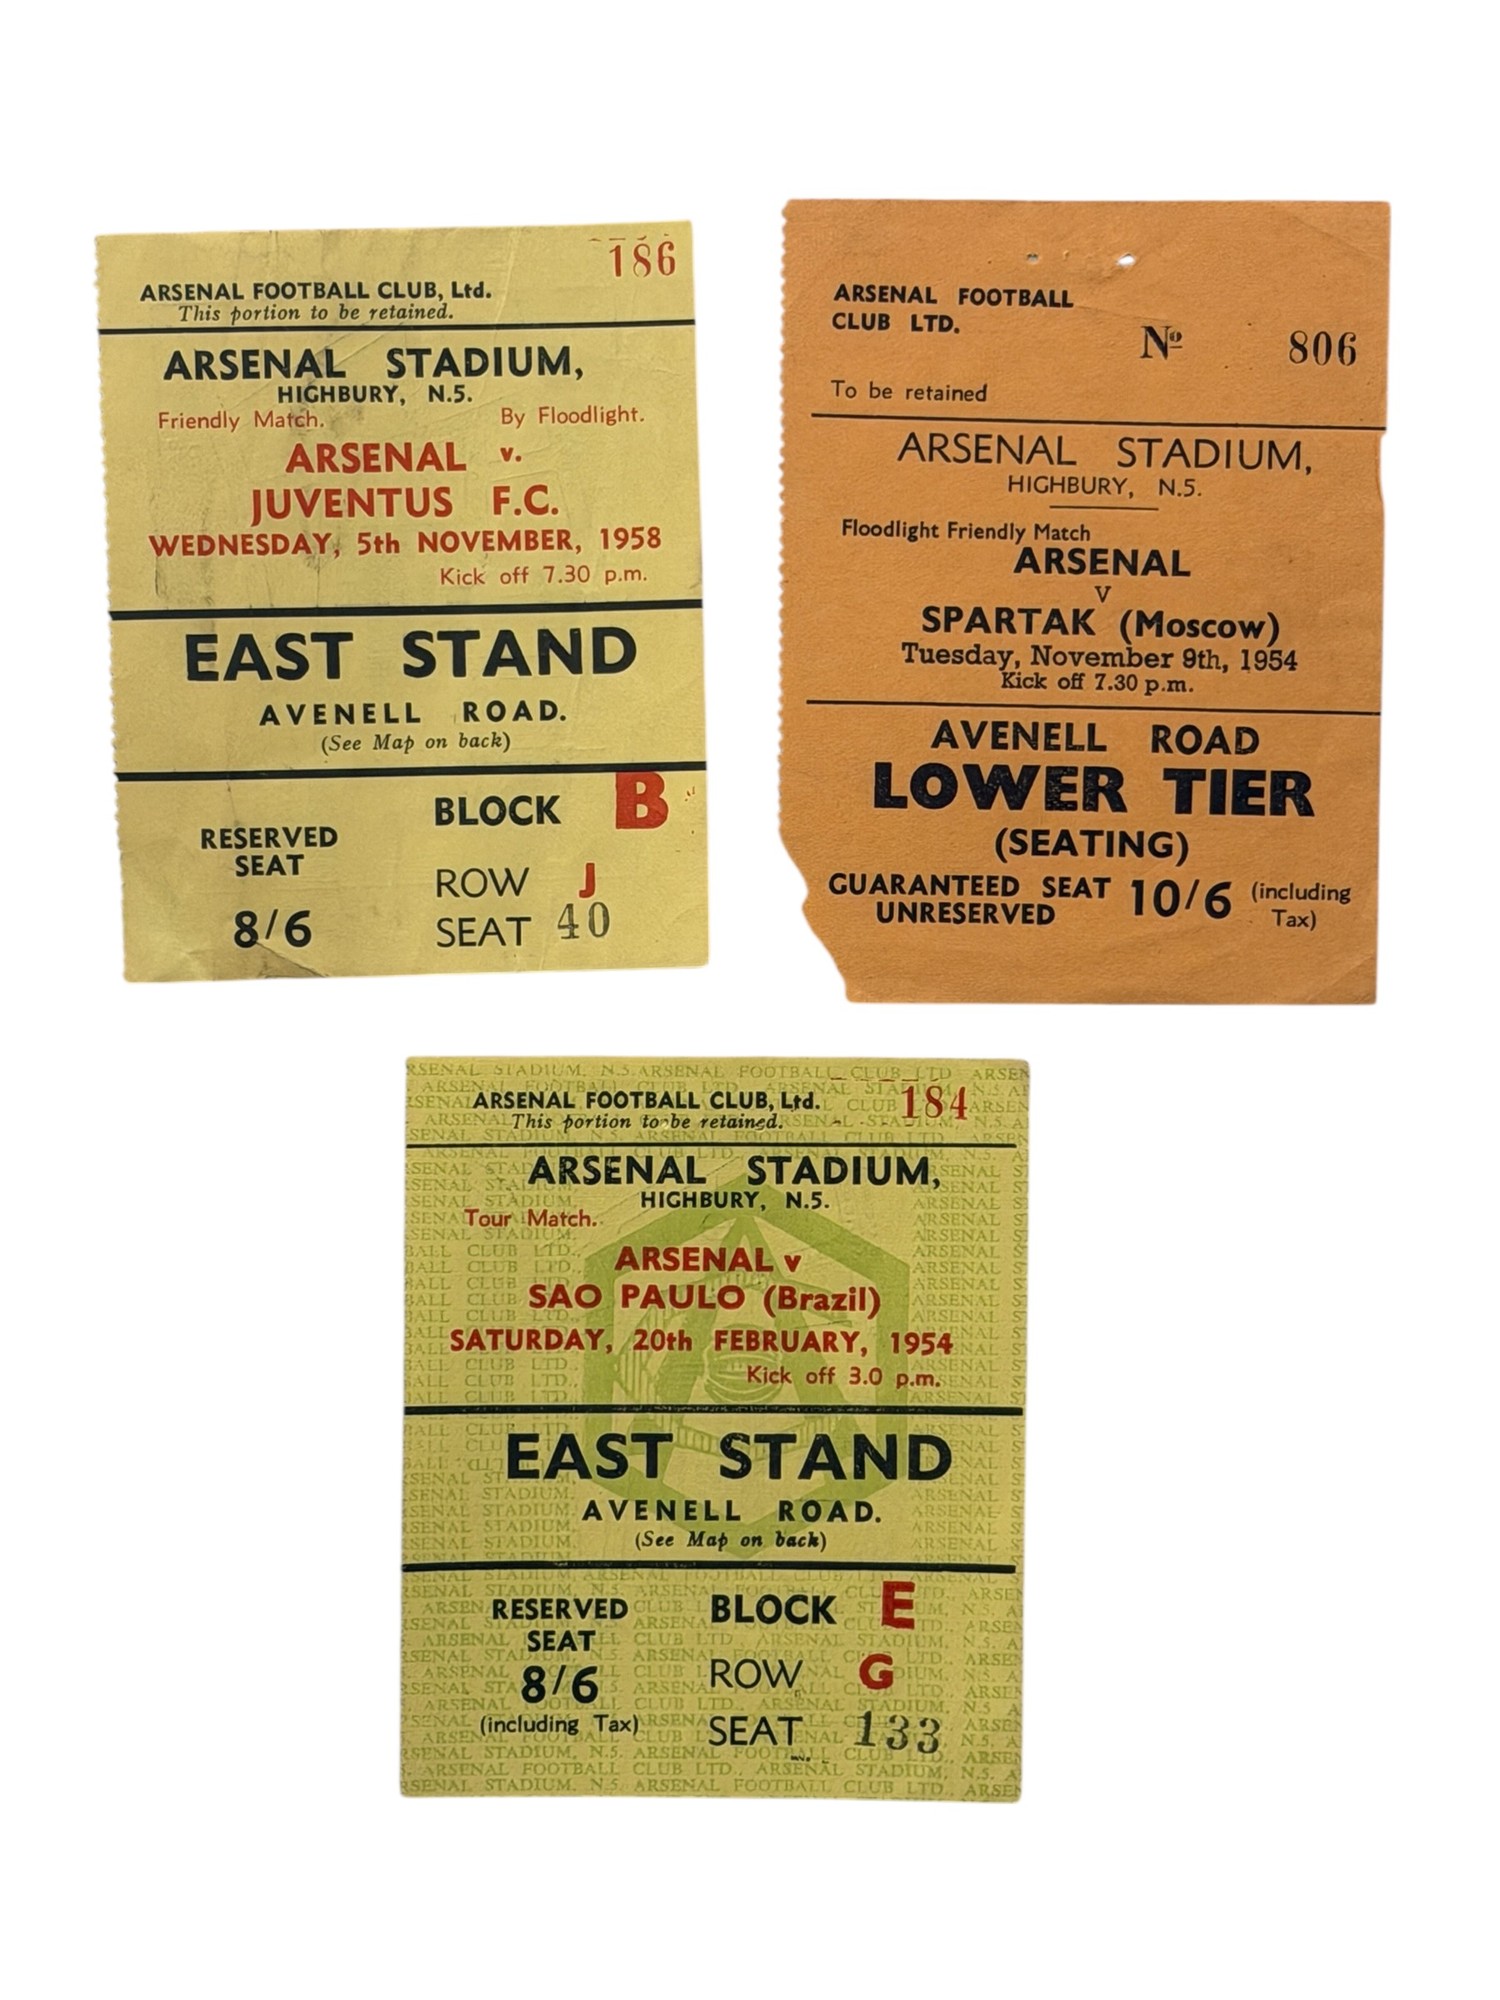 186
ARSENAL FOOTBALL CLUB, Ltd.
This portion to be retained.
ARSENAL STADIUM,
HIGHBURY, N.5.
Friendly Match. By Floodlight.
ARSENAL v.
JUVENTUS F.C.
WEDNESDAY, 5th NOVEMBER, 1958
Kick off 7.30 p.m.
EAST STAND
AVENELL ROAD.
(See Map on back)
BLOCK B
RESERVED
SEAT
ROW J
8/6
SEAT 40
ARSENAL FOOTBALL
CLUB LTD.
Nº 806
To be retained
ARSENAL STADIUM,
HIGHBURY, N.5.
Floodlight Friendly Match
ARSENAL
V
SPARTAK (Moscow)
Tuesday, November 9th, 1954
Kick off 7.30 p.m.
AVENELL ROAD
LOWER TIER
(SEATING)
GUARANTEED SEAT
UNRESERVED
10/6 (including
Tax)
184
ARSENAL FOOTBALL CLUB, Ltd.
This portion to be retained.
ARSENAL STADIUM,
HIGHBURY, N.5.
Tour Match.
ARSENAL v
SAO PAULO (Brazil)
SATURDAY, 20th FEBRUARY, 1954
Kick off 3.0 p.m.
EAST STAND
AVENELL ROAD.
(See Map on back)
RESERVED
SEAT
BLOCK E
ROW G
8/6
(including Tax)
SEAT 133